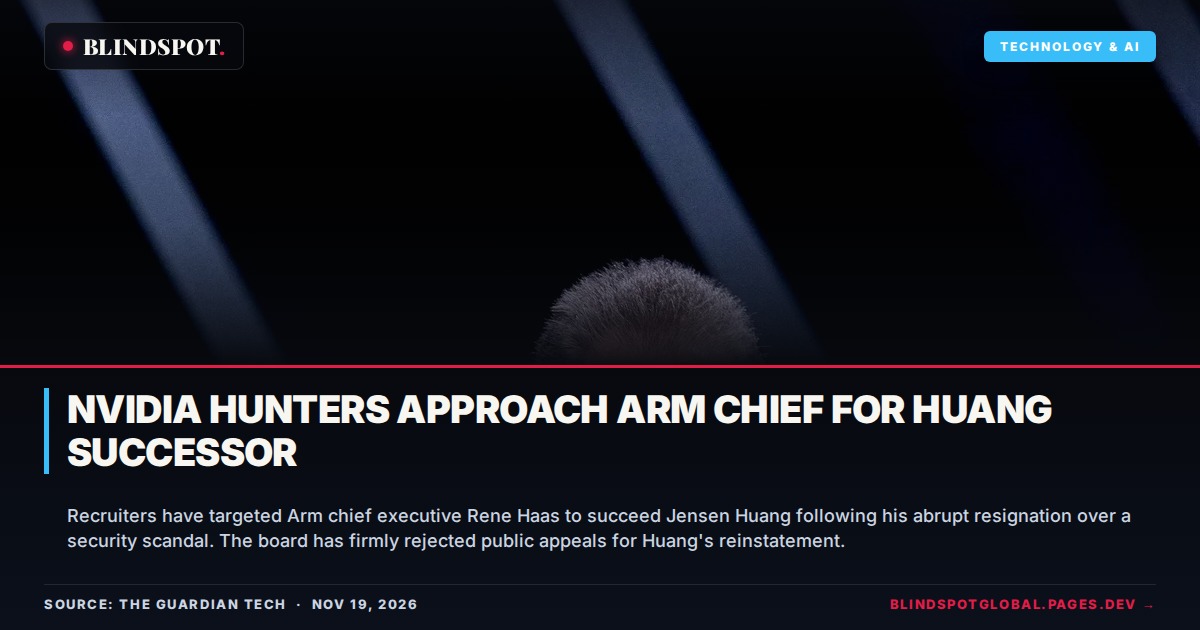 BLINDSPOT.
TECHNOLOGY & AI
NVIDIA HUNTERS APPROACH ARM CHIEF FOR HUANG
SUCCESSOR
Recruiters have targeted Arm chief executive Rene Haas to succeed Jensen Huang following his abrupt resignation over a
security scandal. The board has firmly rejected public appeals for Huang's reinstatement.
SOURCE: THE GUARDIAN TECH · NOV 19, 2026
BLINDSPOTGLOBAL.PAGES.DEV →